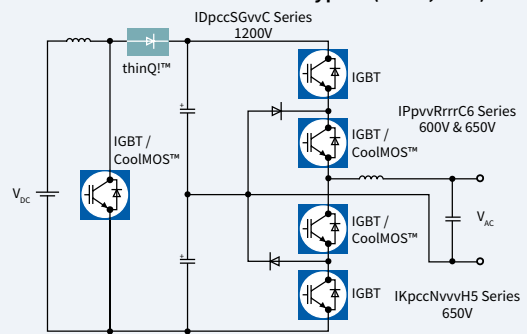 IDpccSGvvC Series
1200V
thinQ!™
IGBT
IPpvvRrrrC6 Series
600V & 650V
IGBT /
CoolMOS™
IGBT /
CoolMOS™
V DC
V AC
IGBT /
CoolMOS™
IGBT
IKpccNvvvH5 Series
650V
+
+